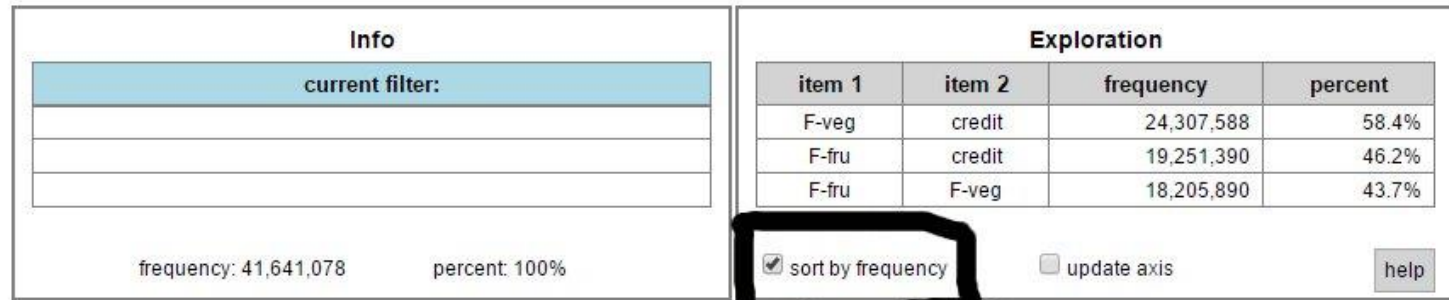 Info
current filter:
frequency: 41,641,078 percent: 100%
Exploration
item 1 item 2 frequency percent
F-veg credit 24,307,588 58.4%
F-fru credit 19,251,390 46.2%
F-fru F-veg 18,205,890 43.7%
sort by frequency update axis help